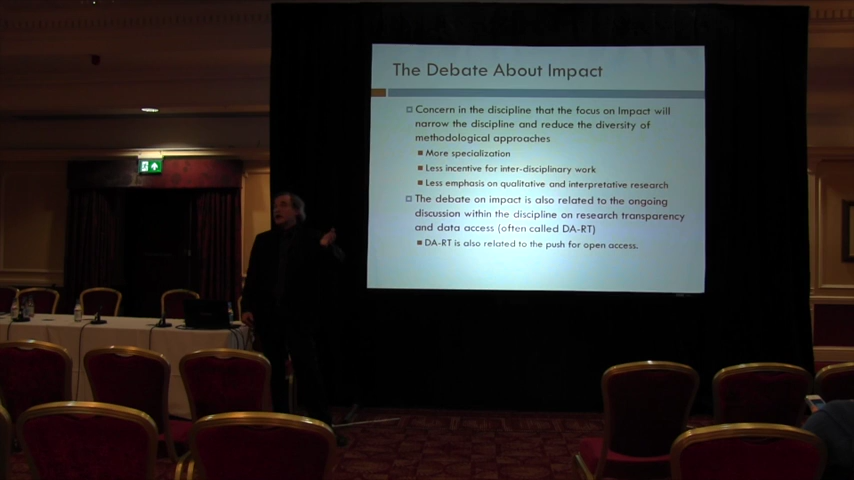 The Debate About Impact
Concern in the discipline that the focus on Impact will
narrow the discipline and reduce the diversity of
methodological approaches
More specialization
Less incentive for inter-disciplinary work
Less emphasis on qualitative and interpretative research
The debate on impact is also related to the ongoing
discussion within the discipline on research transparency
and data access (often called DA-RT)
DA-RT is also related to the push for open access.